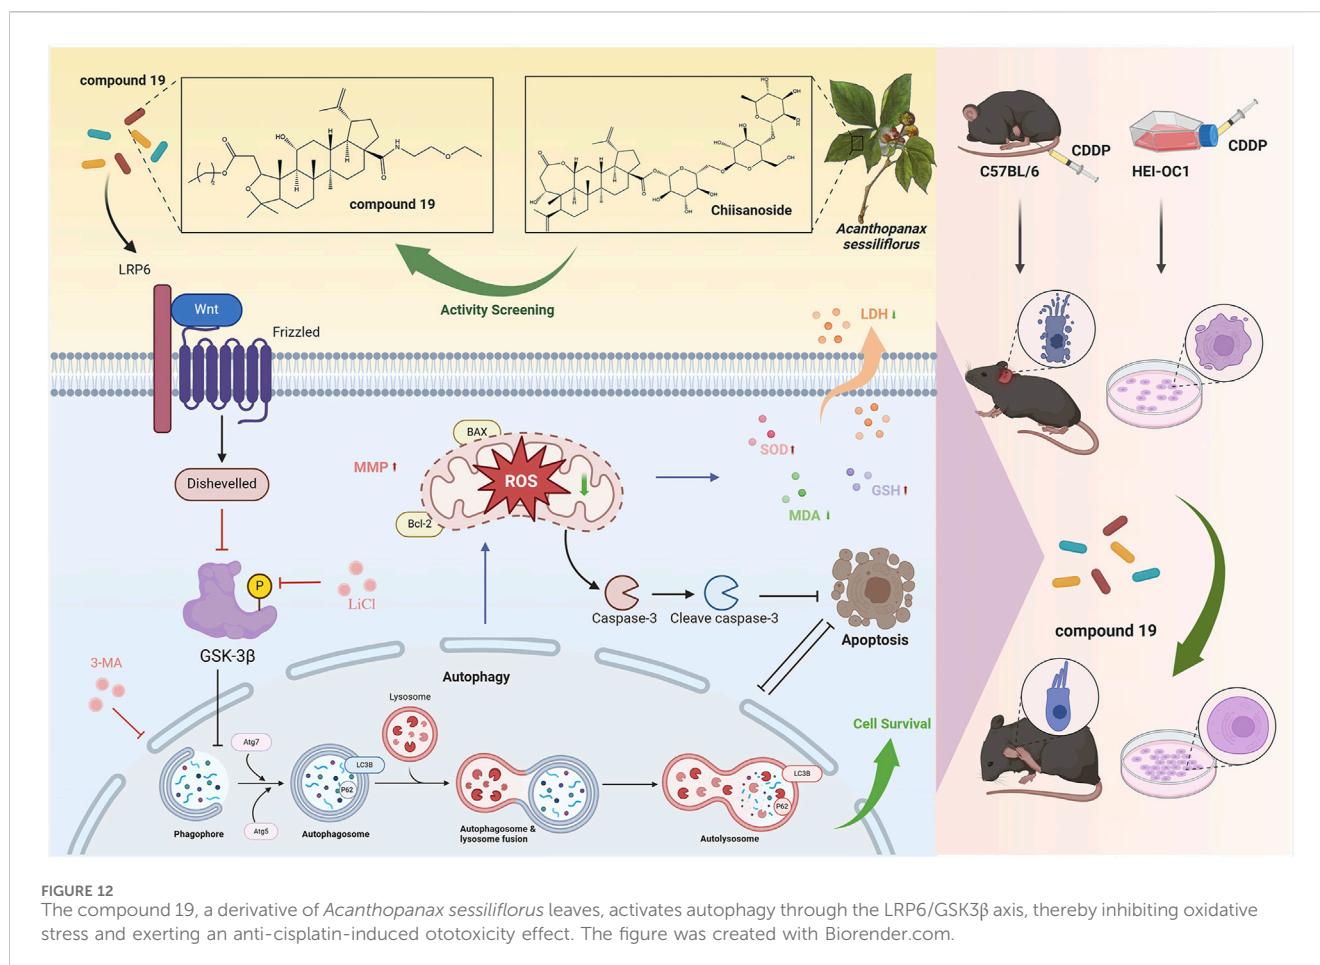 compound 19
compound 19
Chiisanoside
Acanthopanax
sessiliflorus
Activity Screening
LRP6
Wnt
Frizzled
Dishevelled
P
LiCl
GSK-3β
3-MA
BAX
Bcl-2
MMP
ROS
LDH
SOD
GSH
MDA
Caspase-3
Cleave caspase-3
Apoptosis
Autophagy
Lysosome
Atg7
Atg5
LC3B
P62
LC3B
P62
Phagophore
Autophagosome
Autophagosome &
lysosome fusion
Autolysosome
Cell Survival
CDDP
C57BL/6
CDDP
HEI-OC1
compound 19
FIGURE 12
The compound 19, a derivative of Acanthopanax sessiliflorus leaves, activates autophagy through the LRP6/GSK3β axis, thereby inhibiting oxidative
stress and exerting an anti-cisplatin-induced ototoxicity effect. The figure was created with Biorender.com.